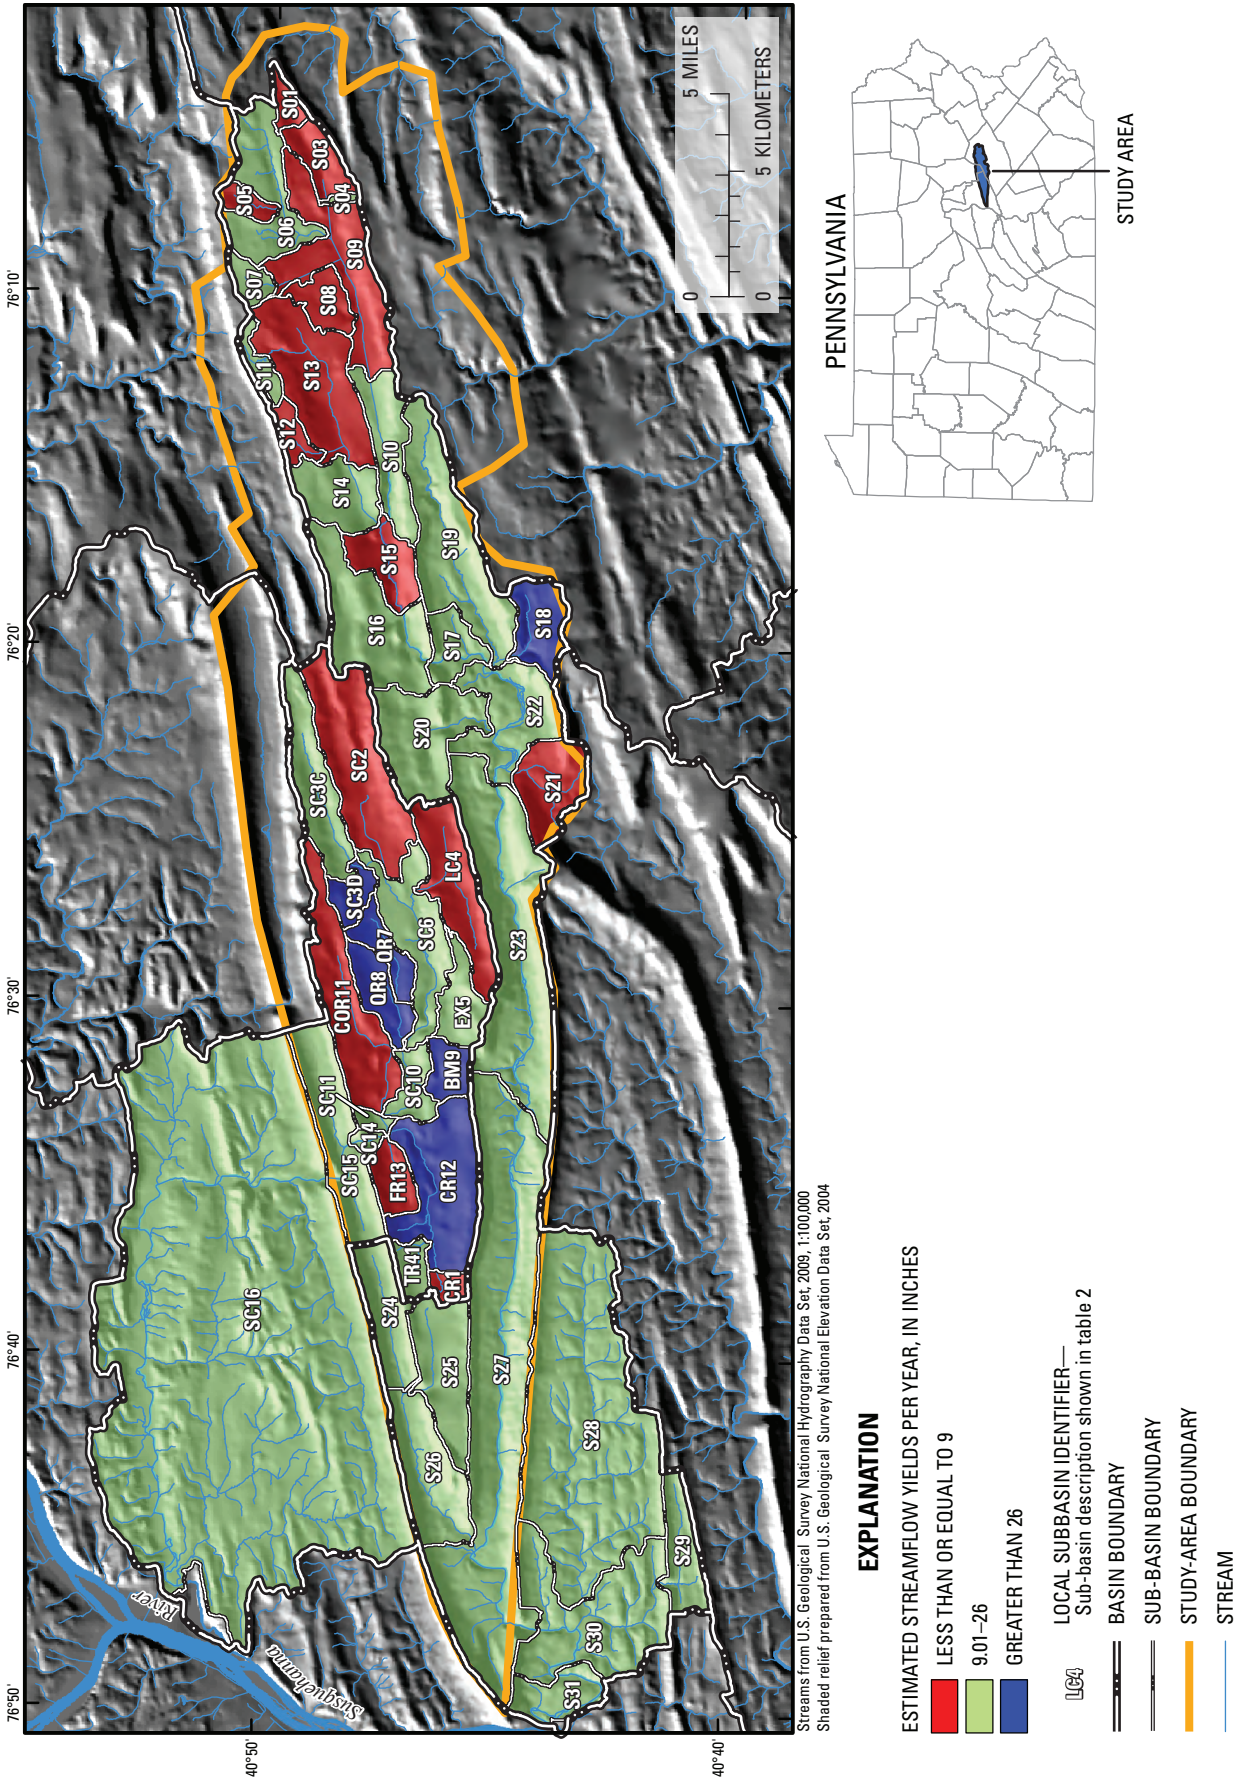 76°50'
76°40'
76°30'
76°20'
76°10'
40°50'
40°40'
Susquehanna
River
SC16
SC15
SC11
SC14
FR13
CR12
TR41
CR1
S24
S25
S26
S27
S28
S29
S30
S31
COR11
SC10
BM9
EX5
QR8
QR7
SC3D
SC3C
SC6
SC2
LC4
S23
S20
S21
S22
S16
S17
S18
S19
S15
S14
S10
S12
S11
S13
S08
S07
S09
S06
S05
S04
S03
S01
0 5 MILES
0 5 KILOMETERS
Streams from U.S. Geological Survey National Hydrography Data Set, 2009, 1:100,000
Shaded relief prepared from U.S. Geological Survey National Elevation Data Set, 2004
EXPLANATION
ESTIMATED STREAMFLOW YIELDS PER YEAR, IN INCHES
LESS THAN OR EQUAL TO 9
9.01–26
GREATER THAN 26
LC4 LOCAL SUBBASIN IDENTIFIER—
Sub-basin description shown in table 2
BASIN BOUNDARY
SUB-BASIN BOUNDARY
STUDY-AREA BOUNDARY
STREAM
PENNSYLVANIA
STUDY AREA